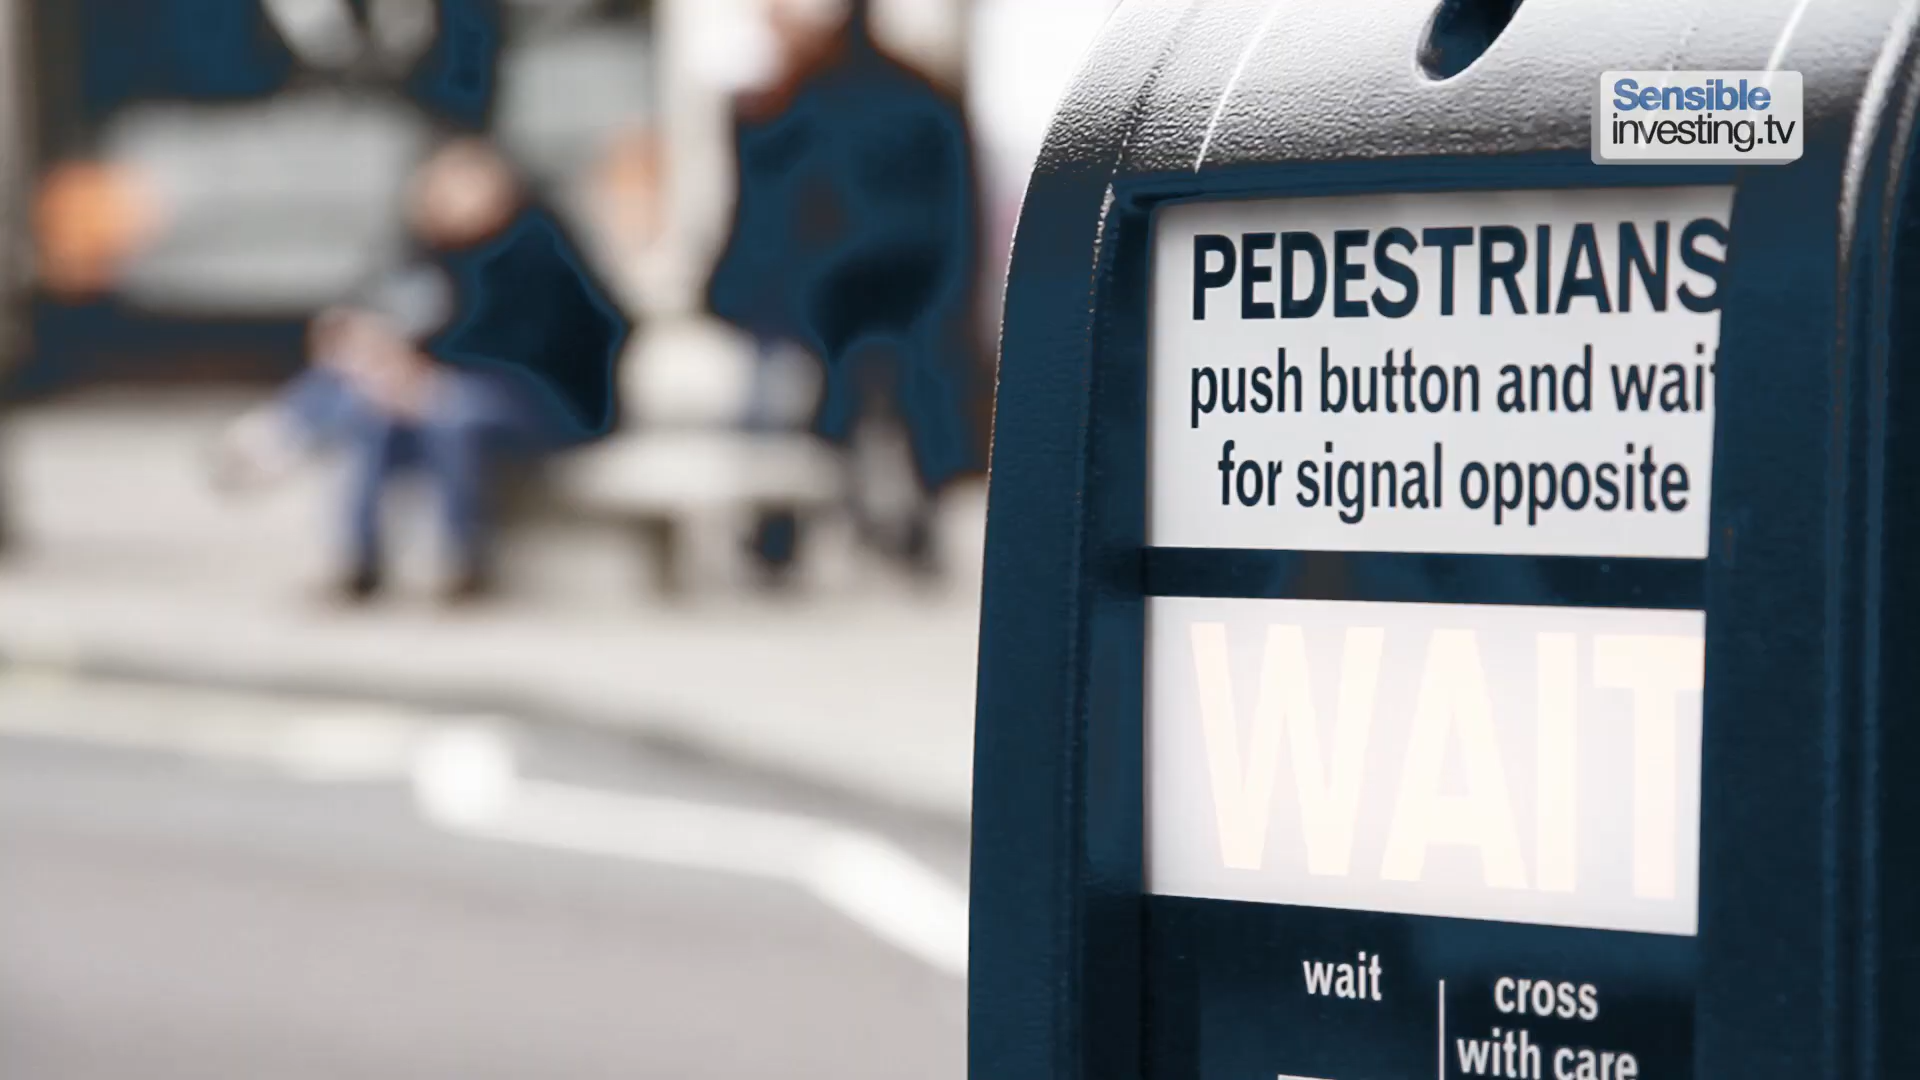 Sensible
investing.tv
PEDESTRIANS
push button and wait
for signal opposite
WAIT
wait
cross
with care